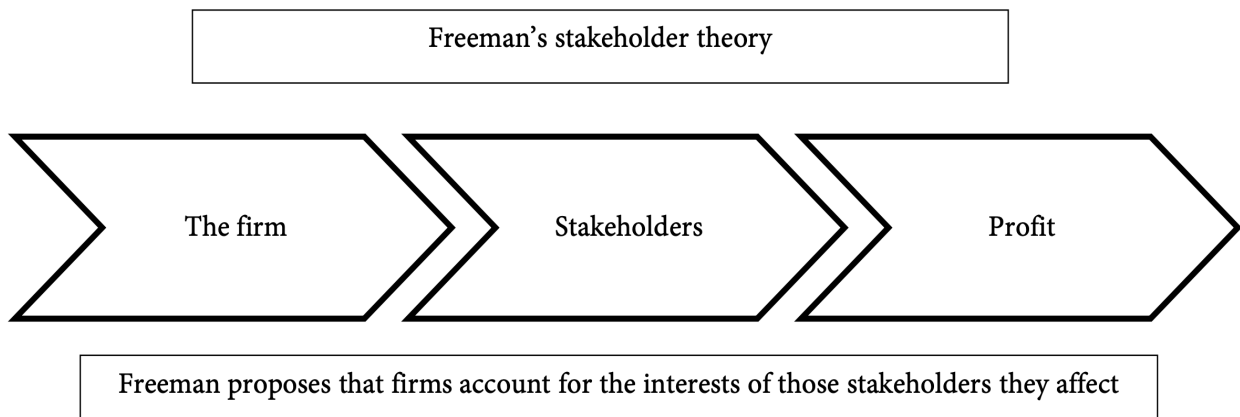 Freeman’s stakeholder theory
The firm
Stakeholders
Profit
Freeman proposes that firms account for the interests of those stakeholders they affect